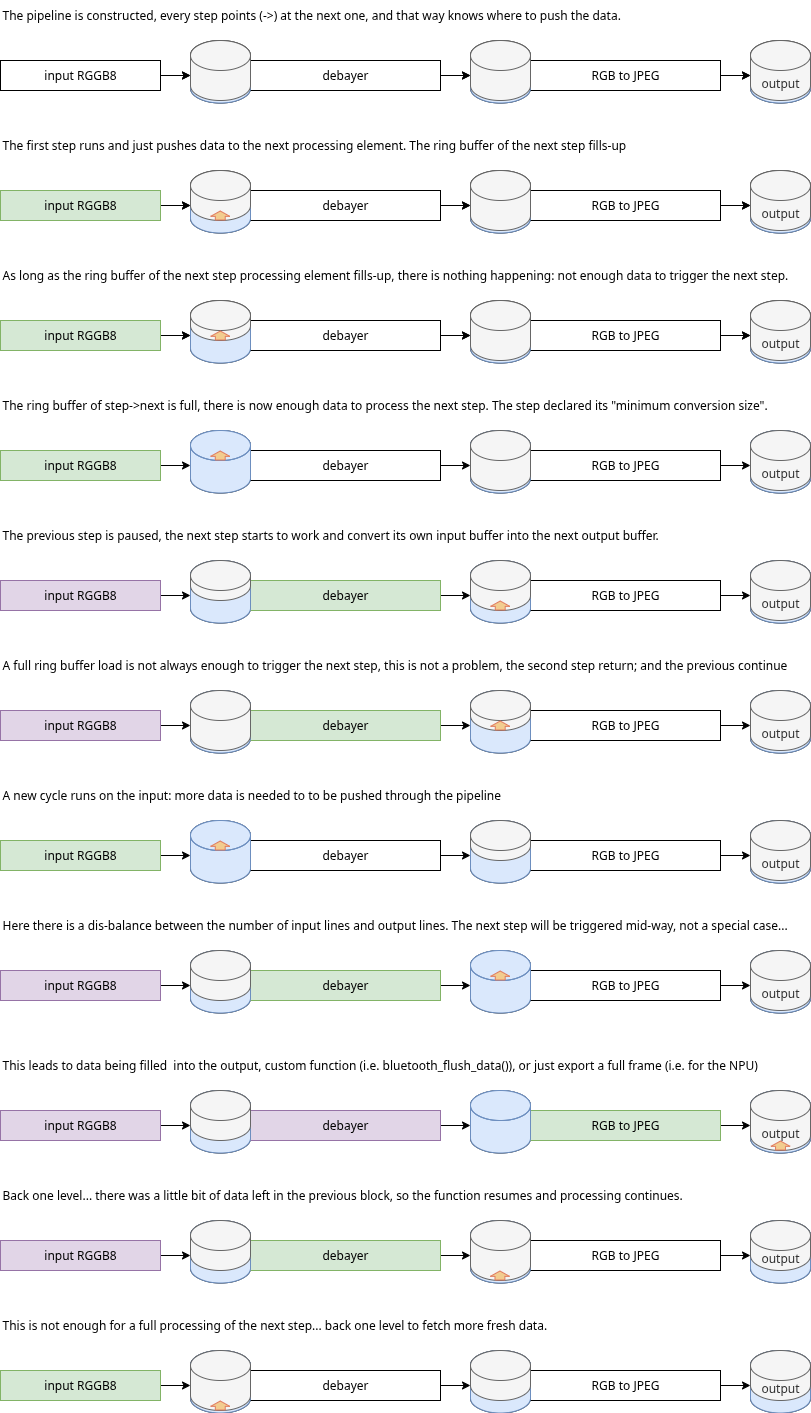 The pipeline is constructed, every step points (->) at the next one, and that way knows where to push the data.
input RGGB8 debayer RGB to JPEG output
The first step runs and just pushes data to the next processing element. The ring buffer of the next step fills-up
input RGGB8 debayer RGB to JPEG output
As long as the ring buffer of the next step processing element fills-up, there is nothing happening: not enough data to trigger the next step.
input RGGB8 debayer RGB to JPEG output
The ring buffer of step->next is full, there is now enough data to process the next step. The step declared its "minimum conversion size".
input RGGB8 debayer RGB to JPEG output
The previous step is paused, the next step starts to work and convert its own input buffer into the next output buffer.
input RGGB8 debayer RGB to JPEG output
A full ring buffer load is not always enough to trigger the next step, this is not a problem, the second step return; and the previous continue
input RGGB8 debayer RGB to JPEG output
A new cycle runs on the input: more data is needed to to be pushed through the pipeline
input RGGB8 debayer RGB to JPEG output
Here there is a dis-balance between the number of input lines and output lines. The next step will be triggered mid-way, not a special case...
input RGGB8 debayer RGB to JPEG output
This leads to data being filled  into the output, custom function (i.e. bluetooth_flush_data()), or just export a full frame (i.e. for the NPU)
input RGGB8 debayer RGB to JPEG output
Back one level... there was a little bit of data left in the previous block, so the function resumes and processing continues.
input RGGB8 debayer RGB to JPEG output
This is not enough for a full processing of the next step... back one level to fetch more fresh data.
input RGGB8 debayer RGB to JPEG output